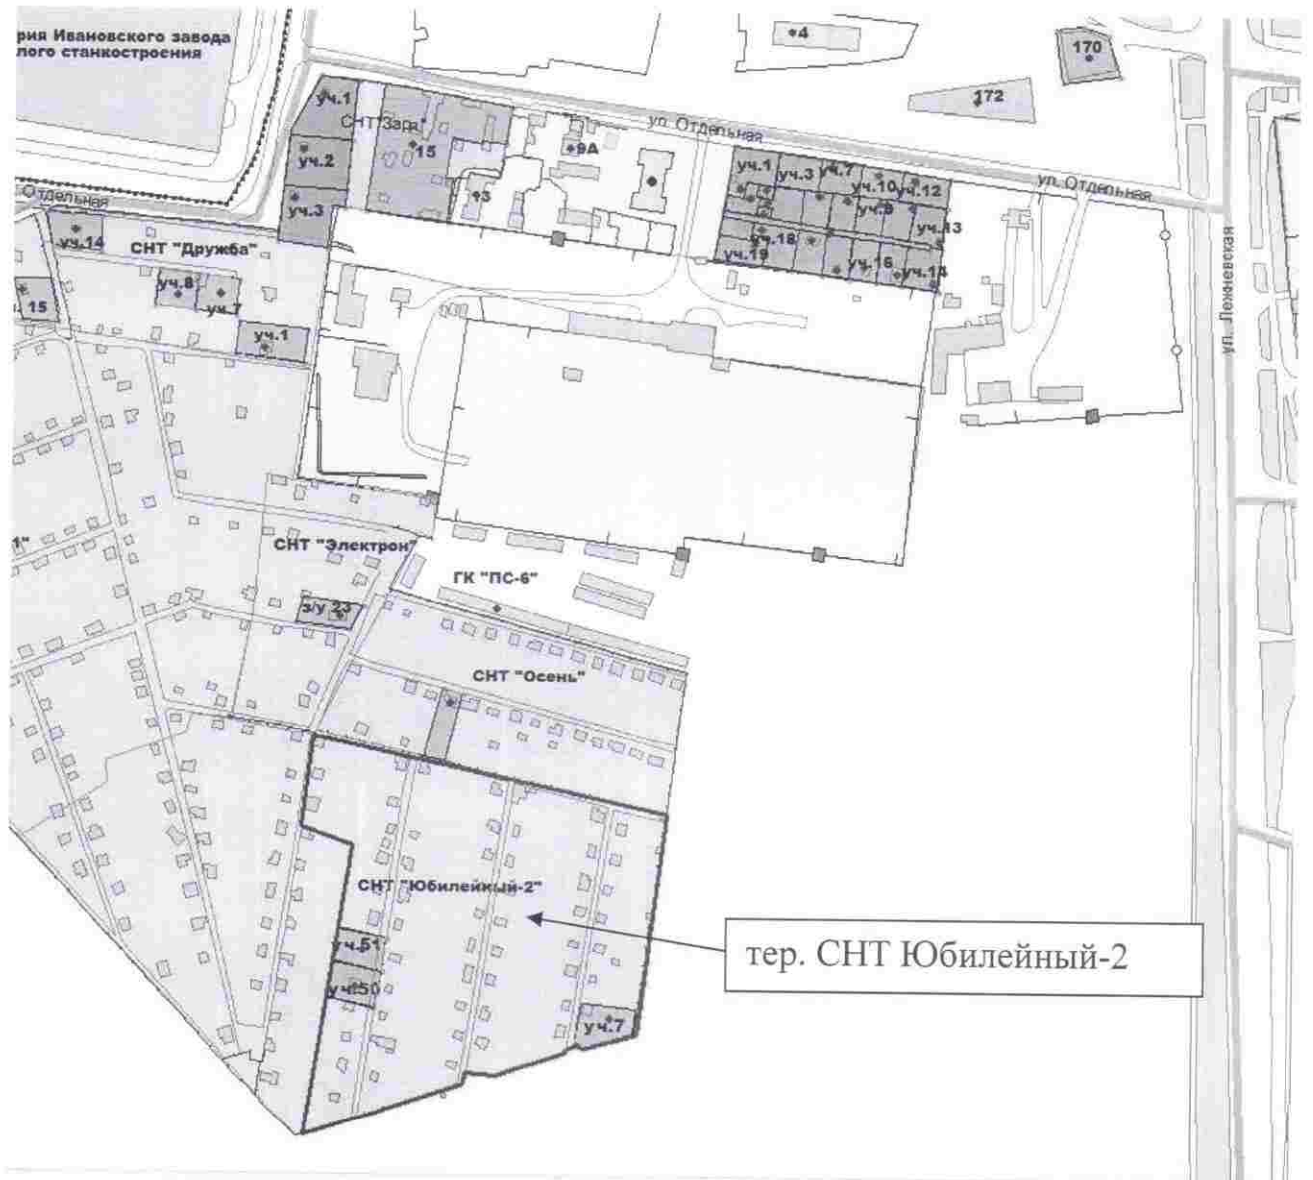 рия Ивановского завода
лого станкостроения
4
170
172
уч.1
СНТ"Заря
15
9А
ул. Отдельная
уч.2
уч.3
3
уч.1
уч.3
уч.7
уч.10
уч.12
уч.9
уч.13
уч.18
уч.19
уч.16
уч.14
ул. Отдельная
Отдельная
уч.14
СНТ "Дружба"
уч.8
уч.7
15
уч.1
ул. Лежневская
1"
СНТ "Электрон"
ГК "ПС-6"
з/у 23
СНТ "Осень"
СНТ "Юбилейный-2"
уч.51
уч.50
уч.7
тер. СНТ Юбилейный-2